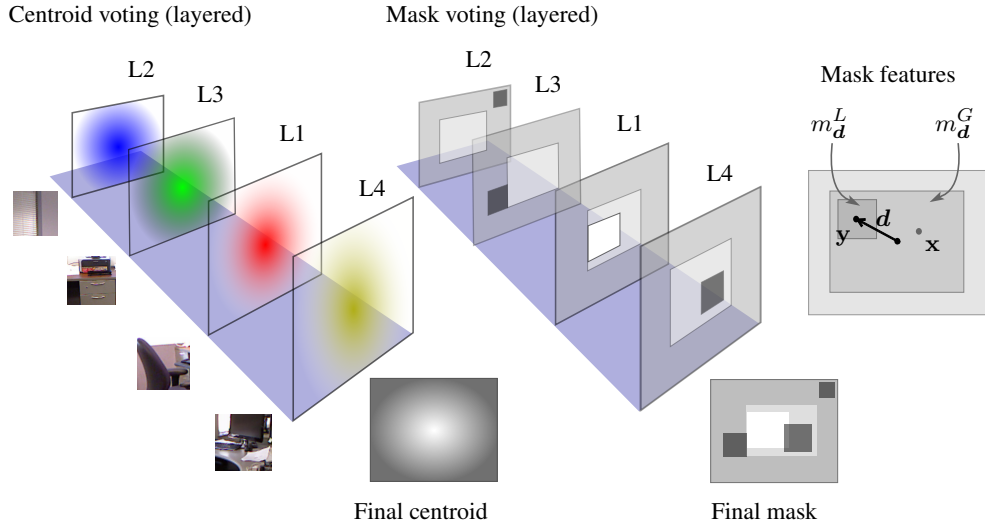 Centroid voting (layered)
Mask voting (layered)
L2
L3
L1
L4
L2
L3
L1
L4
Mask features
m_d^L
m_d^G
y
d
x
Final centroid
Final mask